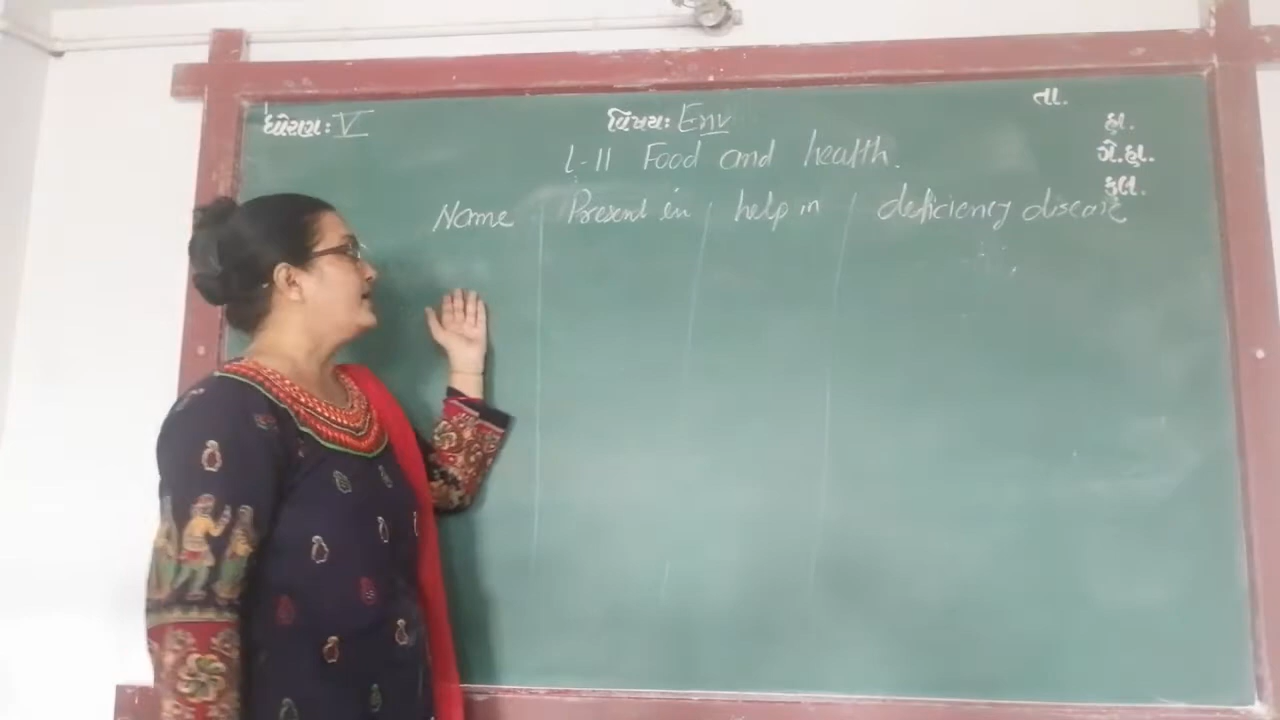 ધોરણ: V
વિષય: Env
તા.
હા.
ગે.હા.
કુલ.
L-11 Food and health.
Name Present in help in deficiency disease